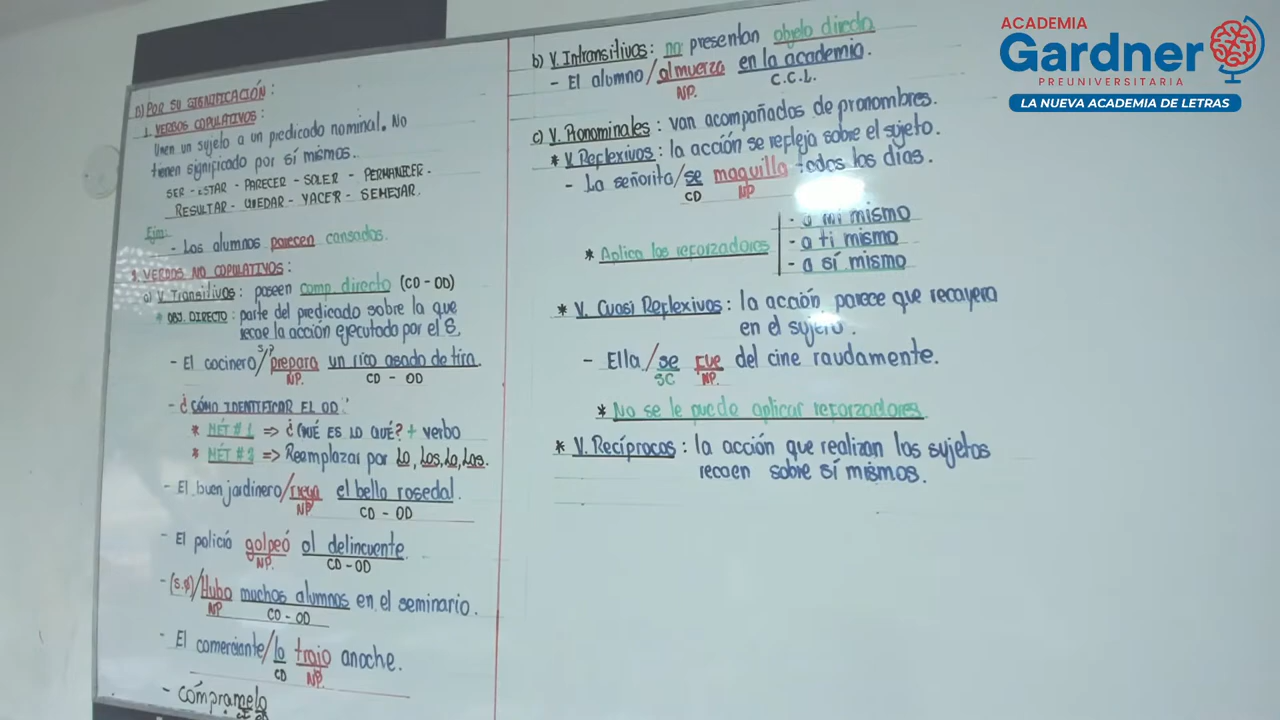 D) POR SU SIGNIFICACIÓN:
1. VERBOS COPULATIVOS:
Unen un sujeto a un predicado nominal. No
tienen significado por sí mismos.
SER - ESTAR - PARECER - SOLER - PERMANECER -
RESULTAR - QUEDAR - YACER - SEMEJAR.
Ejm:
- Los alumnos parecen cansados.
2. VERBOS NO COPULATIVOS:
a) V. Transitivos: poseen comp. directo (CD - OD)
* OBJ. DIRECTO: parte del predicado sobre la que
recae la acción ejecutado por el S.
- El cocinero/prepara un rico asado de tira.
NP. CD - OD
- ¿CÓMO IDENTIFICAR EL OD?
* MÉT #1 => ¿QUÉ ES LO QUÉ? + verbo
* MÉT #2 => Reemplazar por Lo, Los, La, Las.
- El buen jardinero/riega el bello rosedal.
NP CD - OD
- El policía golpeó al delincuente.
NP. CD-OD
- (S.Ø)/Hubo muchos alumnos en el seminario.
NP CD - OD
- El comerciante/lo trajo anoche.
CD NP.
- cómpramelo
b) V. Intransitivos: no presentan objeto directo
- El alumno/almuerza en la academia.
NP. C.C.L.
c) V. Pronominales: van acompañados de pronombres.
* V. Reflexivos: la acción se refleja sobre el sujeto.
- La señorita/se maquilla todos los días.
CD NP
* Aplica los reforzadores
- a mi mismo
- a ti mismo
- a sí mismo
* V. Cuasi Reflexivos: la acción parece que recayera
en el sujeto.
- Ella/se fue del cine raudamente.
SC NP.
* No se le puede aplicar reforzadores
* V. Recíprocos: la acción que realizan los sujetos
recaen sobre sí mismos.
ACADEMIA
Gardner
PREUNIVERSITARIA
LA NUEVA ACADEMIA DE LETRAS